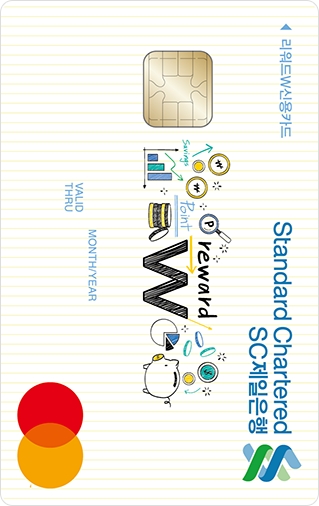 리워드W신용카드
Standard Chartered
SC제일은행
Savings
Point
P
reward
W
VALID
THRU
MONTH/YEAR